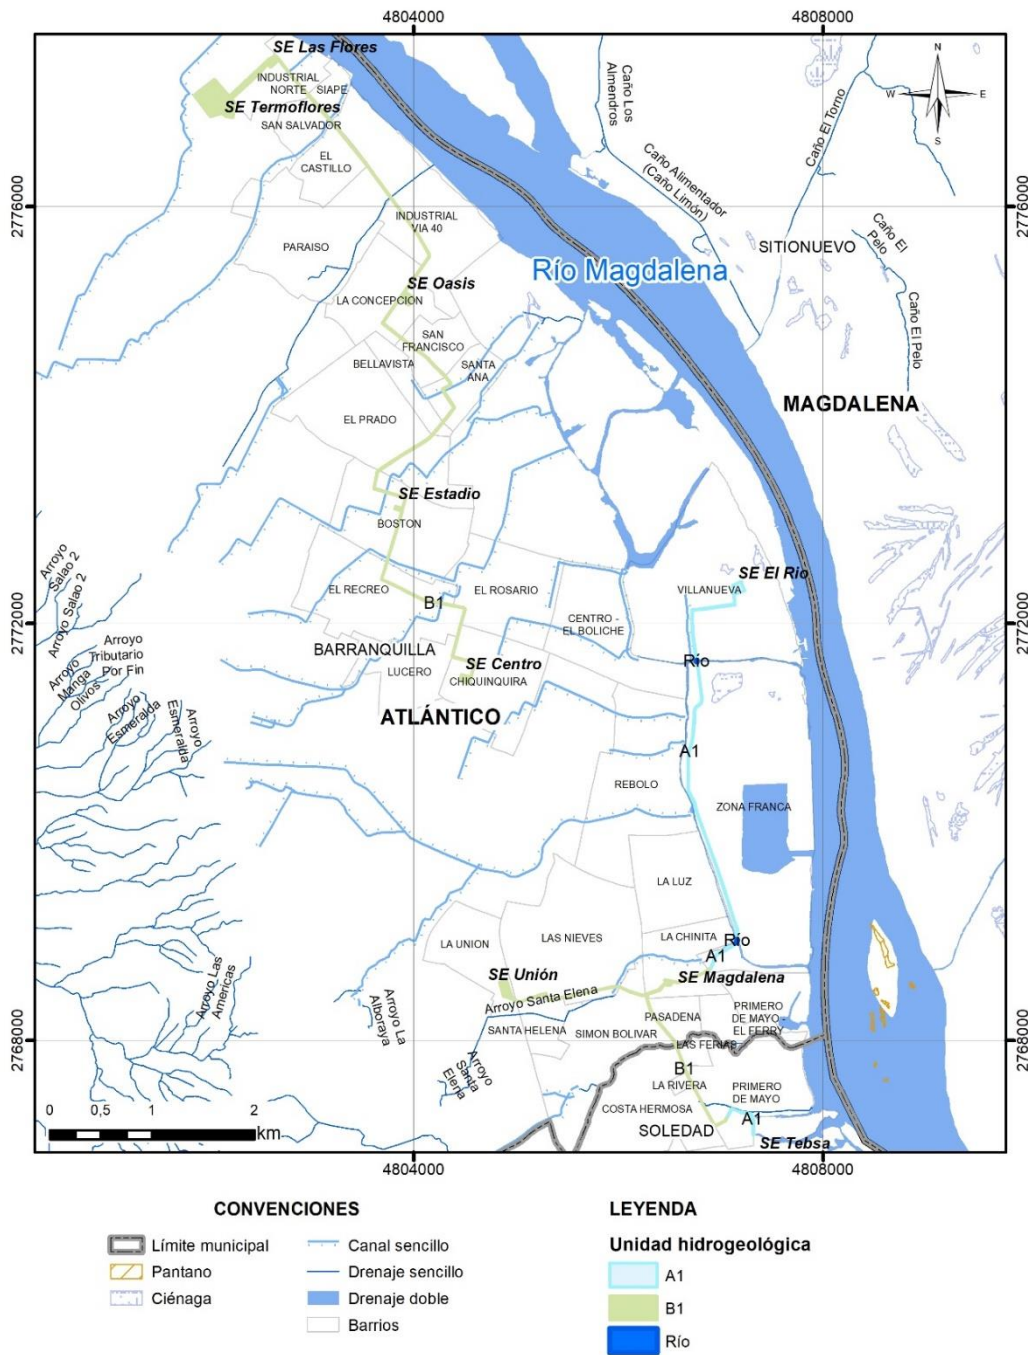 4804000
4808000
SE Las Flores
INDUSTRIAL
NORTE
SIAPE
SE Termoflores
SAN SALVADOR
EL
CASTILLO
Caño Los
Almendros
Caño El Torno
N
W
E
S
Caño Alimentador
(Caño Limón)
2776000
2776000
INDUSTRIAL
VIA 40
PARAISO
SITIONUEVO
Caño El
Pelo
Río Magdalena
SE Oasis
LA CONCEPCION
Caño El Pelo
SAN
FRANCISCO
BELLAVISTA
SANTA
ANA
MAGDALENA
EL PRADO
SE Estadio
BOSTON
Arroyo
Salao 2
Arroyo Salao 2
SE El Rio
EL RECREO
EL ROSARIO
VILLANUEVA
B1
2772000
2772000
CENTRO -
EL BOLICHE
Arroyo
Tributario
Por Fin
BARRANQUILLA
LUCERO
SE Centro
CHIQUINQUIRA
Río
Arroyo
Manga
Olivos
Arroyo
Esmeralda
Arroyo
Esmeralda
ATLÁNTICO
A1
REBOLO
ZONA FRANCA
LA LUZ
LA UNION
LAS NIEVES
LA CHINITA
Río
A1
SE Unión
SE Magdalena
Arroyo Las
Americas
Arroyo La
Alboraya
Arroyo Santa Elena
SANTA HELENA
SIMON BOLIVAR
PASADENA
PRIMERO
DE MAYO -
EL FERRY
2768000
2768000
LAS FERIAS
Arroyo
Santa
Elena
B1
LA RIVERA
PRIMERO
DE MAYO
COSTA HERMOSA
A1
SOLEDAD
SE Tebsa
0 0,5 1 2
km
4804000
4808000
CONVENCIONES
Límite municipal
Pantano
Ciénaga
Canal sencillo
Drenaje sencillo
Drenaje doble
Barrios
LEYENDA
Unidad hidrogeológica
A1
B1
Río